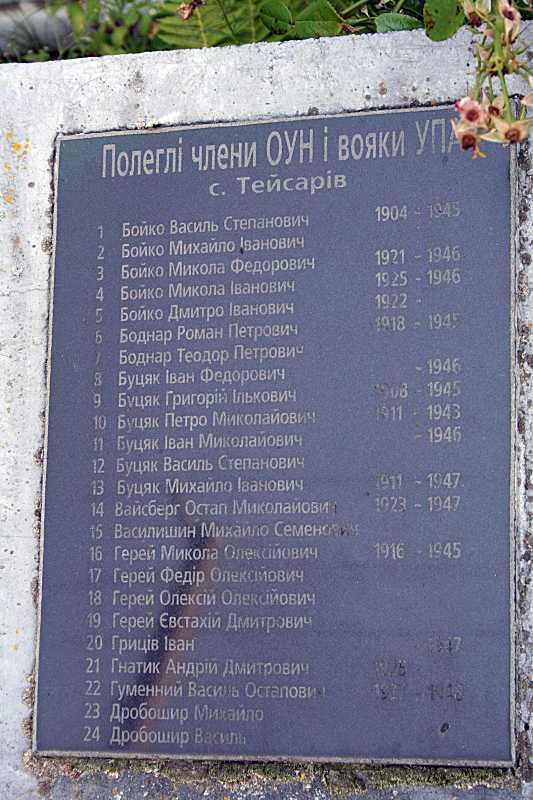 Полеглі члени ОУН і вояки УПА
с. Тейсарів
1 Бойко Василь Степанович 1904 - 1945
2 Бойко Михайло Іванович
3 Бойко Микола Федорович 1921 - 1946
4 Бойко Микола Іванович 1925 - 1946
5 Бойко Дмитро Іванович 1922 -
6 Боднар Роман Петрович 1918 - 1945
7 Боднар Теодор Петрович
8 Буцяк Іван Федорович - 1946
9 Буцяк Григорій Ількович 1908 - 1945
10 Буцяк Петро Миколайович 1911 - 1943
11 Буцяк Іван Миколайович - 1946
12 Буцяк Василь Степанович
13 Буцяк Михайло Іванович 1911 - 1947
14 Вайсберг Остап Миколайович 1923 - 1947
15 Василишин Михайло Семенович
16 Герей Микола Олексійович 1916 - 1945
17 Герей Федір Олексійович
18 Герей Олексій Олексійович
19 Герей Євстахій Дмитрович
20 Гриців Іван 1947
21 Гнатик Андрій Дмитрович
22 Гуменний Василь Остапович
23 Дробошир Михайло
24 Дробошир Василь